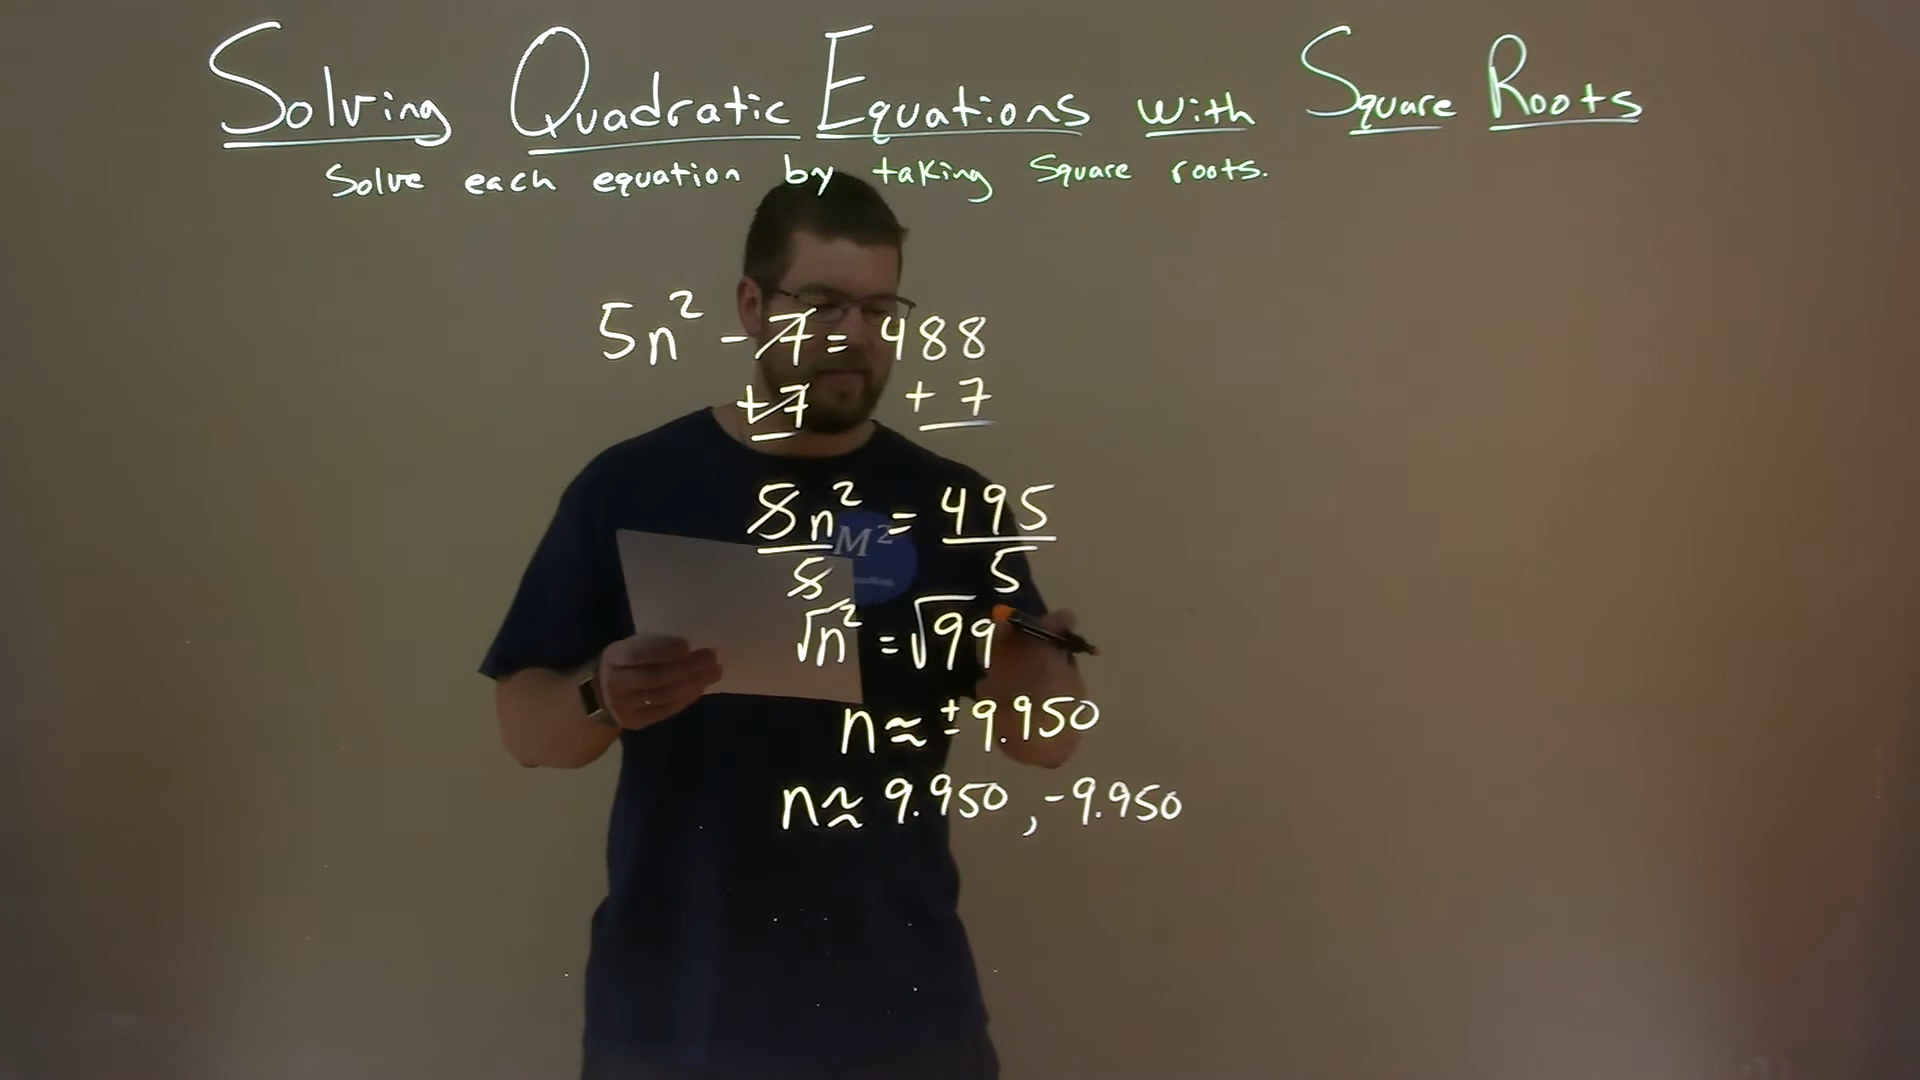 Solving Quadratic Equations with Square Roots
Solve each equation by taking Square roots.
5n² - 7 = 488
+7 +7
5n² = 495
5 5
√n² = √99
n ≈ ±9.950
n ≈ 9.950, -9.950
M²